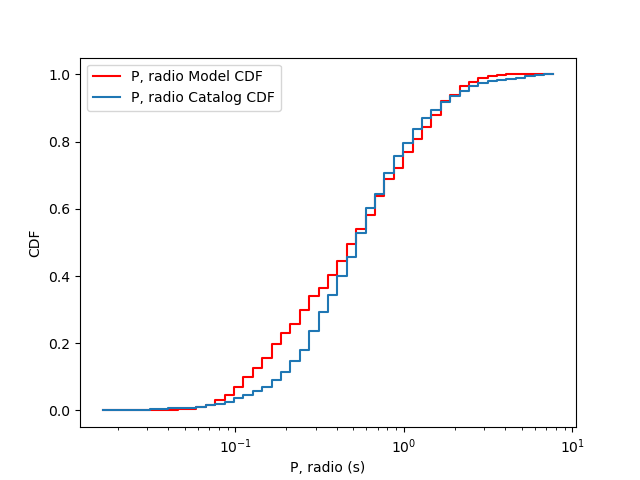 P, radio Model CDF
P, radio Catalog CDF
CDF
1.0
0.8
0.6
0.4
0.2
0.0
10⁻¹
10⁰
10¹
P, radio (s)